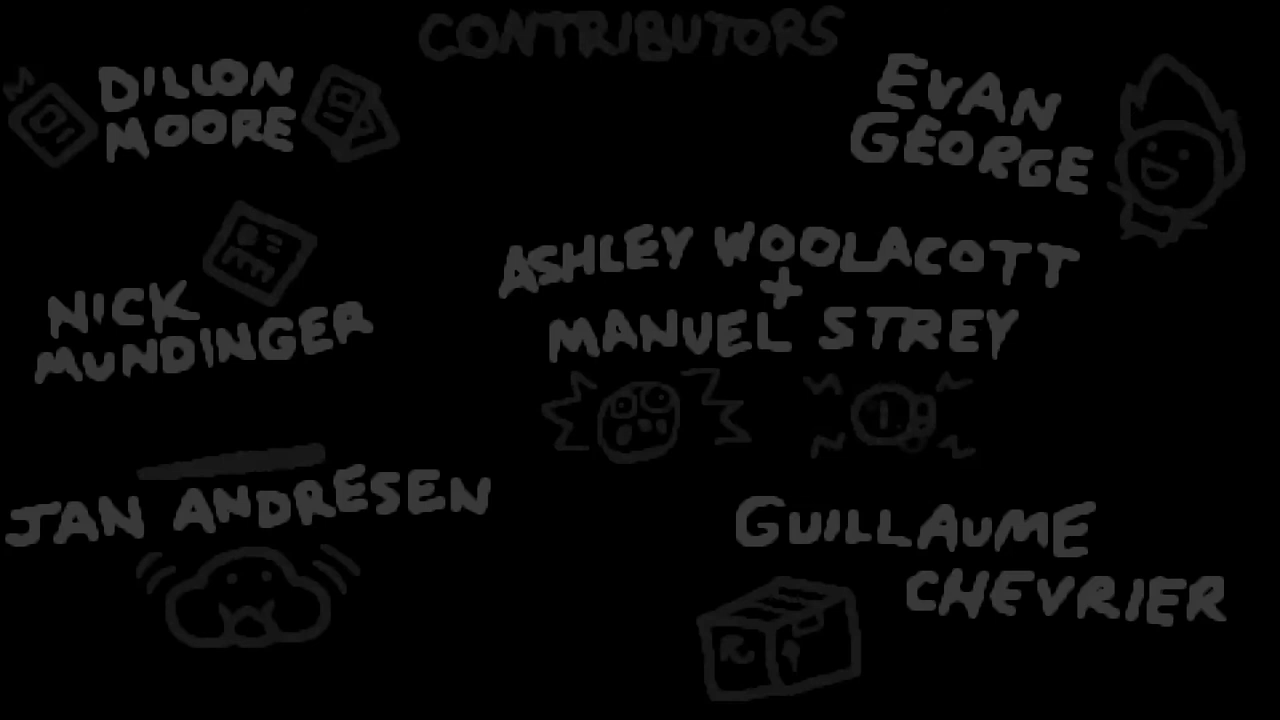 CONTRIBUTORS
DILLON
MOORE
EVAN
GEORGE
NICK
MUNDINGER
ASHLEY WOOLACOTT
+
MANUEL STREY
JAN ANDRESEN
GUILLAUME
CHEVRIER
R